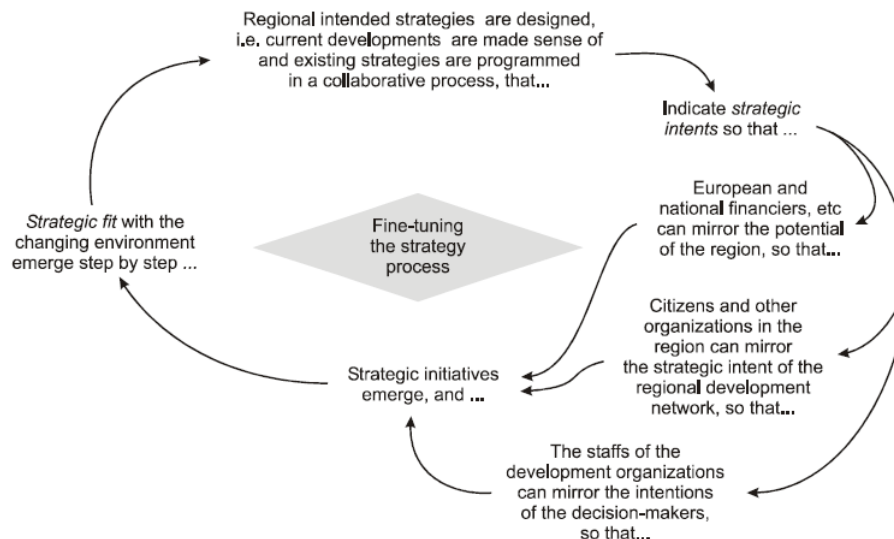 Regional intended strategies are designed,
i.e. current developments are made sense of
and existing strategies are programmed
in a collaborative process, that...
Indicate strategic
intents so that ...
European and
national financiers, etc
can mirror the potential
of the region, so that...
Citizens and other
organizations in the
region can mirror
the strategic intent of the
regional development
network, so that...
The staffs of the
development organizations
can mirror the intentions
of the decision-makers,
so that...
Strategic initiatives
emerge, and ...
Strategic fit with the
changing environment
emerge step by step ...
Fine-tuning
the strategy
process